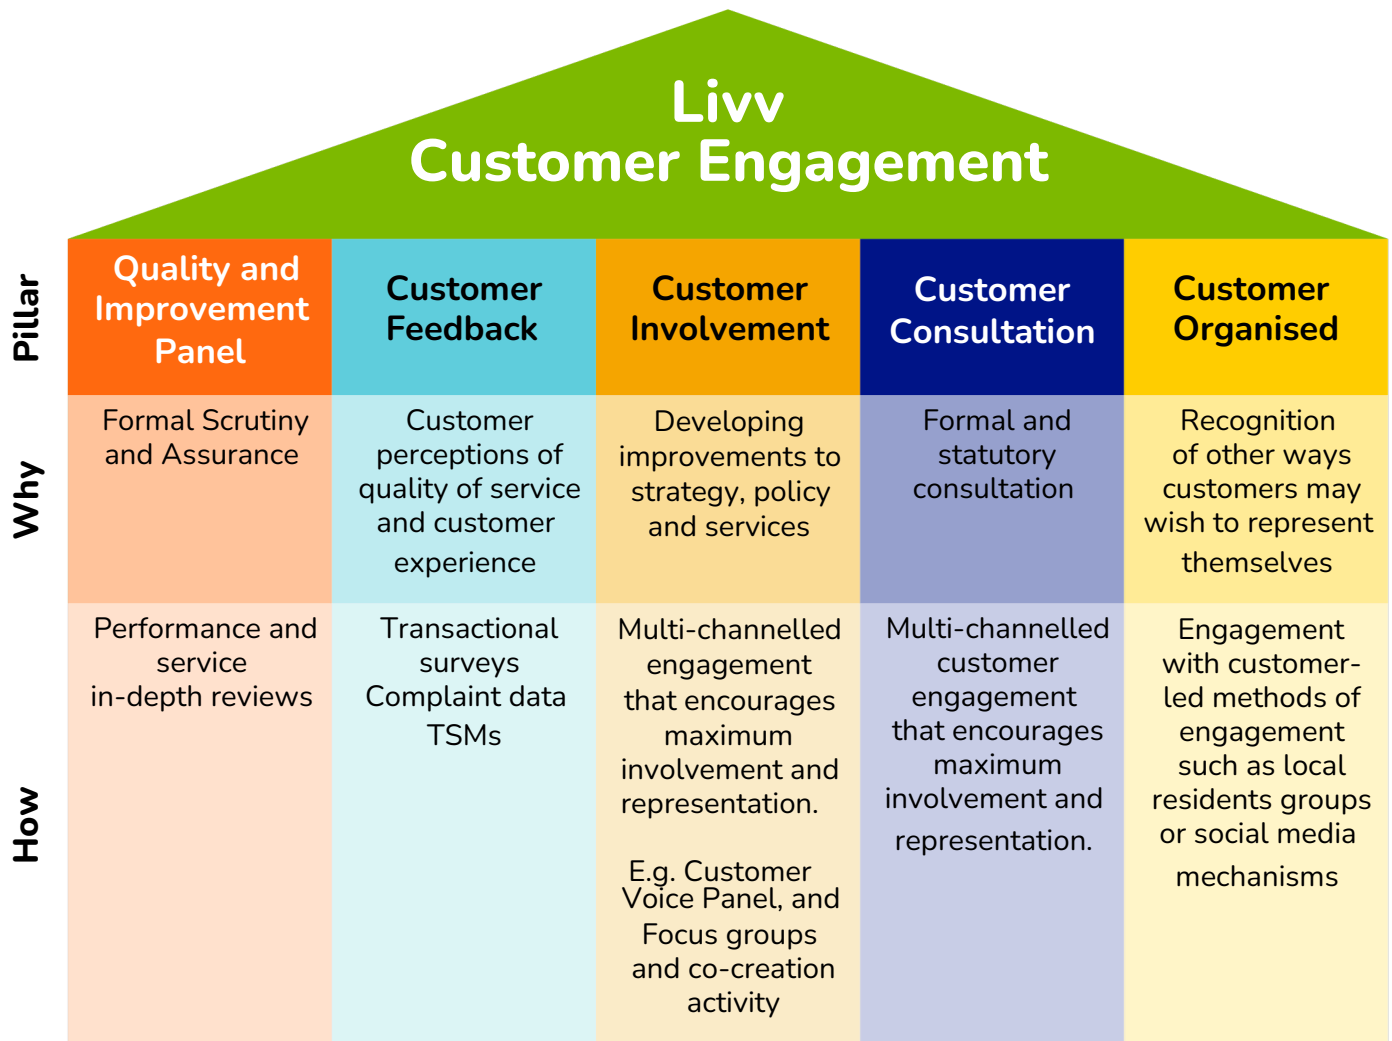 Livv
Customer Engagement
Pillar
Quality and
Improvement
Panel
Customer
Feedback
Customer
Involvement
Customer
Consultation
Customer
Organised
Why
Formal Scrutiny
and Assurance
Customer
perceptions of
quality of service
and customer
experience
Developing
improvements to
strategy, policy
and services
Formal and
statutory
consultation
Recognition
of other ways
customers may
wish to represent
themselves
How
Performance and
service
in-depth reviews
Transactional
surveys
Complaint data
TSMs
Multi-channelled
engagement
that encourages
maximum
involvement and
representation.
E.g. Customer
Voice Panel, and
Focus groups
and co-creation
activity
Multi-channelled
customer
engagement
that encourages
maximum
involvement and
representation.
Engagement
with customer-
led methods of
engagement
such as local
residents groups
or social media
mechanisms